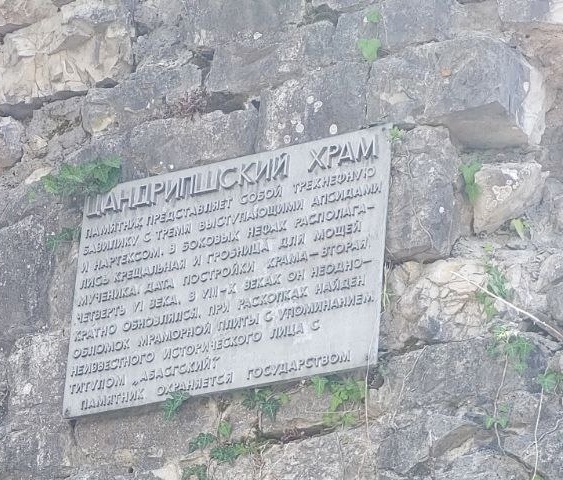 ЦАНДРИПШСКИЙ ХРАМ
ПАМЯТНИК ПРЕДСТАВЛЯЕТ СОБОЙ ТРЕХНЕФНУЮ
БАВИЛИКУ С ТРЕМЯ ВЫСТУПАЮЩИМИ АПСИДАМИ
И НАРТЕКСОМ. В БОКОВЫХ НЕФАХ РАСПОЛАГА-
ЛИСЬ КРЕЩАЛЬНАЯ И ГРОБНИЦА ДЛЯ МОЩЕЙ
МУЧЕНИКА. ДАТА ПОСТРОЙКИ ХРАМА — ВТОРАЯ
ЧЕТВЕРТЬ VI ВЕКА. В VIII-X ВЕКАХ ОН НЕОДНО-
КРАТНО ОБНОВЛЯЛСЯ. ПРИ РАСКОПКАХ НАЙДЕН
ОБЛОМОК МРАМОРНОЙ ПЛИТЫ С УПОМИНАНИЕМ
НЕИЗВЕСТНОГО ИСТОРИЧЕСКОГО ЛИЦА С
ТИТУЛОМ „АБАСГСКИЙ"
ПАМЯТНИК ОХРАНЯЕТСЯ ГОСУДАРСТВОМ